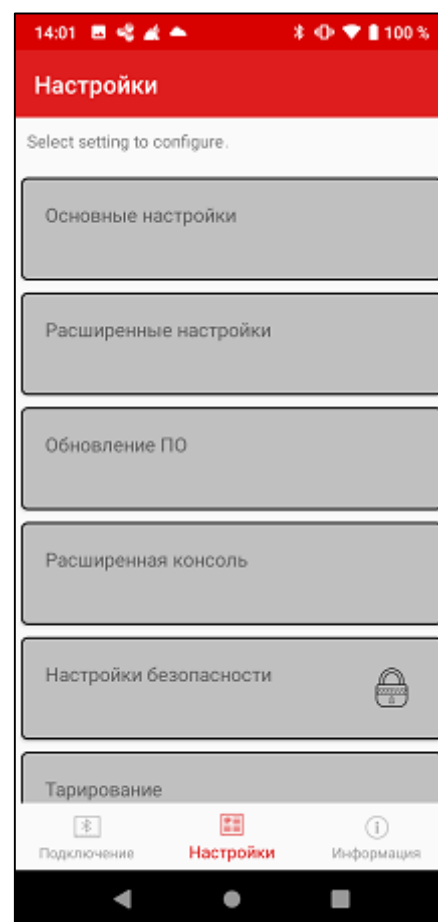 14:01 100 %
Настройки
Select setting to configure.
Основные настройки
Расширенные настройки
Обновление ПО
Расширенная консоль
Настройки безопасности
Тарирование
Подключение Настройки Информация